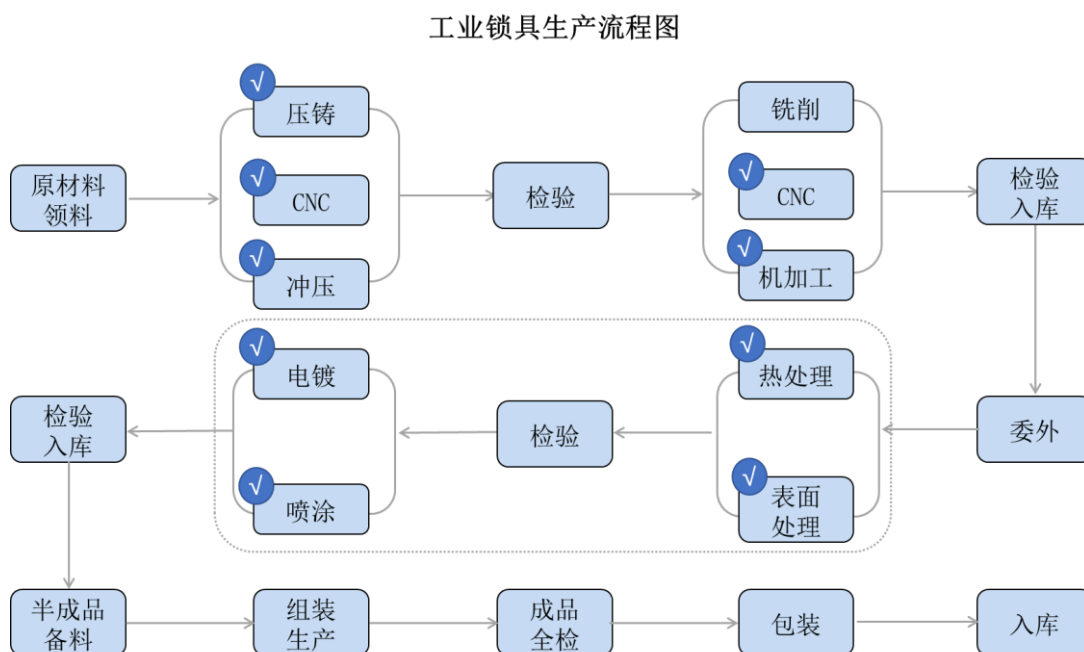 工业锁具生产流程图
√
压铸
√
CNC
√
冲压
原材料
领料
检验
铣削
√
CNC
√
机加工
检验
入库
委外
√
热处理
√
表面
处理
检验
√
电镀
√
喷涂
检验
入库
半成品
备料
组装
生产
成品
全检
包装
入库